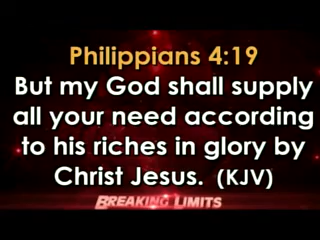 Philippians 4:19
But my God shall supply
all your need according
to his riches in glory by
Christ Jesus. (KJV)
BREAKING LIMITS